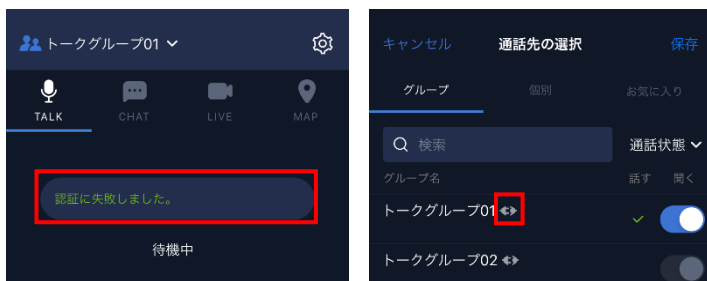 トークグループ01
TALK
CHAT
LIVE
MAP
認証に失敗しました。
待機中
キャンセル
通話先の選択
保存
グループ
個別
お気に入り
検索
通話状態
グループ名
話す
聞く
トークグループ01
トークグループ02